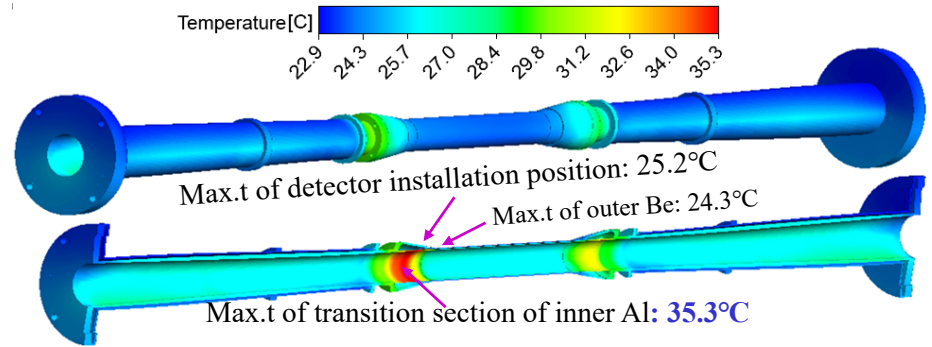 Temperature[C]
22.9 24.3 25.7 27.0 28.4 29.8 31.2 32.6 34.0 35.3
Max.t of detector installation position: 25.2℃
Max.t of outer Be: 24.3℃
Max.t of transition section of inner Al: 35.3℃